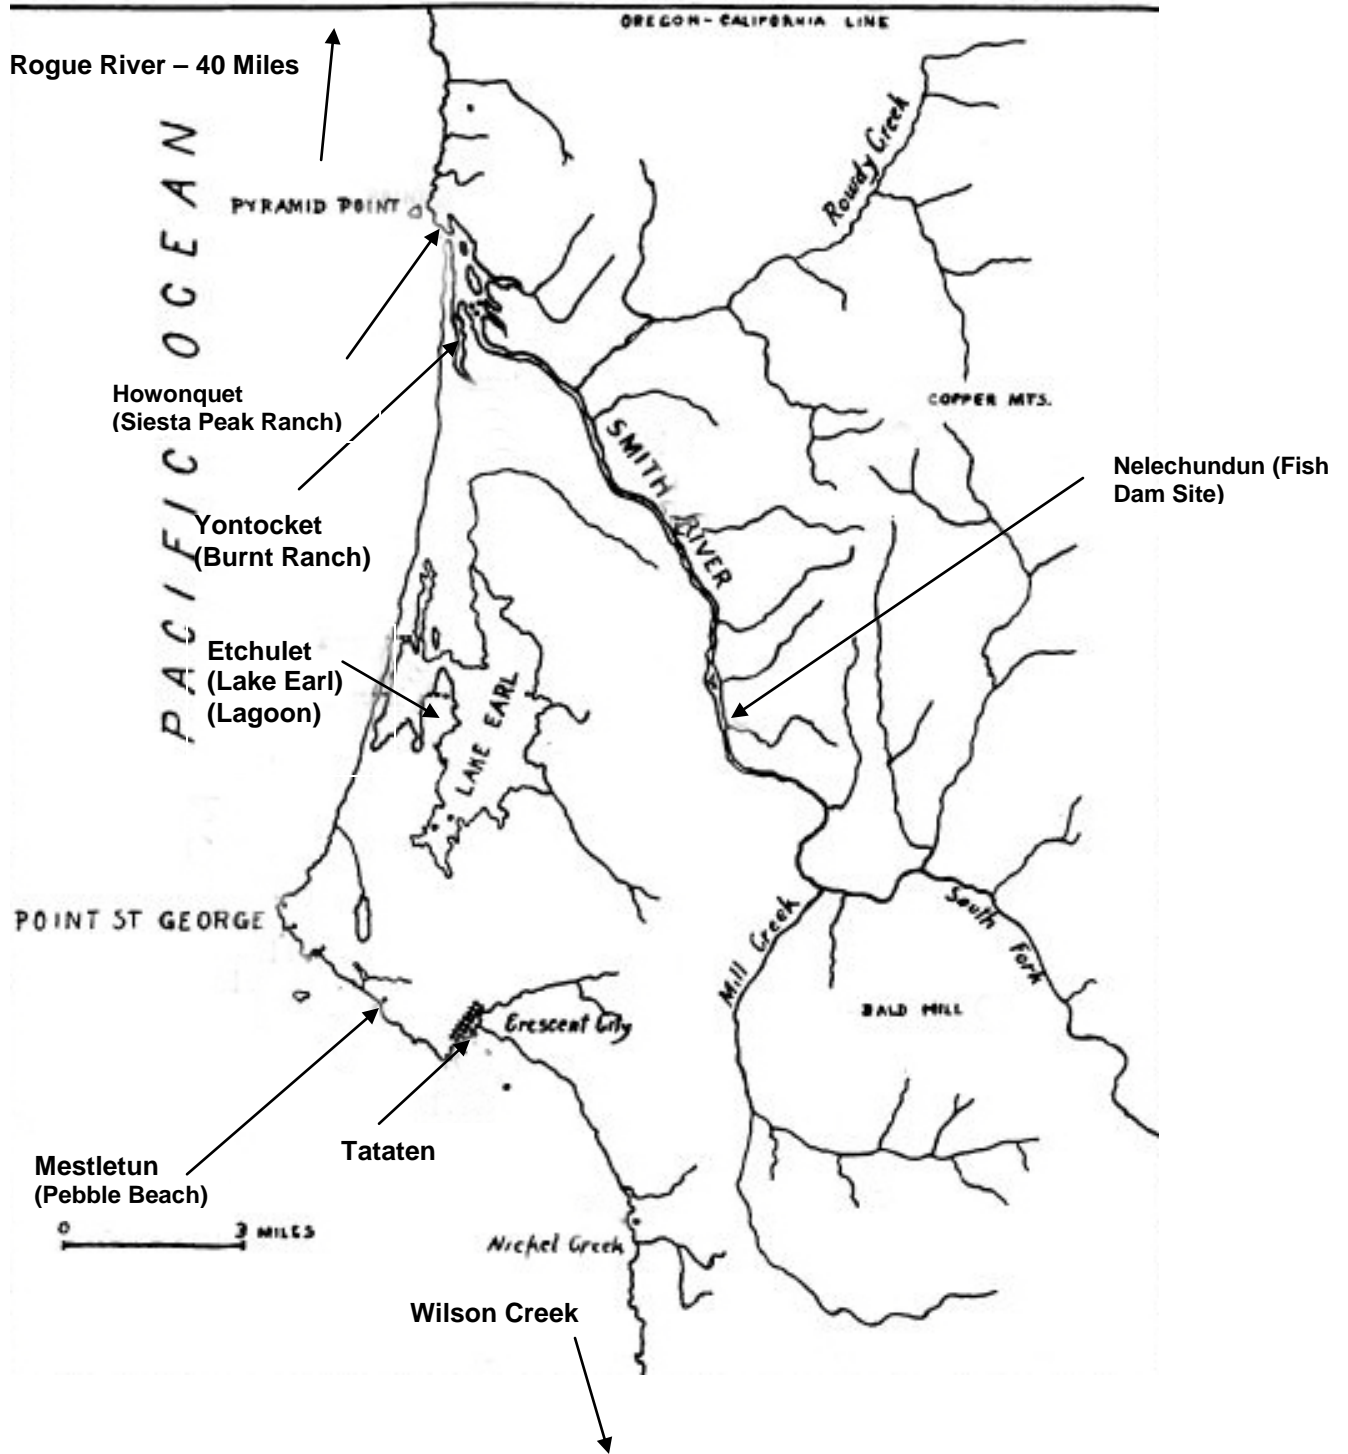 OREGON-CALIFORNIA LINE
Rogue River – 40 Miles
Rowdy Creek
PACIFIC OCEAN
PYRAMID POINT
Howonquet
(Siesta Peak Ranch)
COPPER MTS.
SMITH RIVER
Nelechundun (Fish
Dam Site)
Yontocket
(Burnt Ranch)
Etchulet
(Lake Earl)
(Lagoon)
LAKE EARL
POINT ST GEORGE
Mill Creek
South Fork
BALD MILL
Crescent City
Tataten
Mestletun
(Pebble Beach)
0 3 MILES
Nickel Creek
Wilson Creek